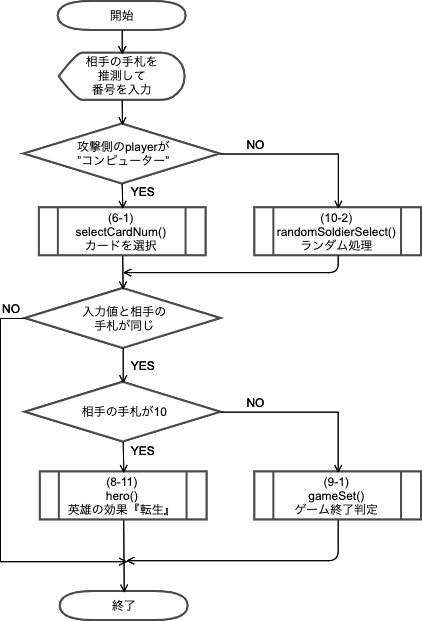 開始
相手の手札を
推測して
番号を入力
攻撃側のplayerが
"コンピューター"
NO
YES
(6-1)
selectCardNum()
カードを選択
(10-2)
randomSoldierSelect()
ランダム処理
NO
入力値と相手の
手札が同じ
YES
相手の手札が10
NO
YES
(8-11)
hero()
英雄の効果『転生』
(9-1)
gameSet()
ゲーム終了判定
終了